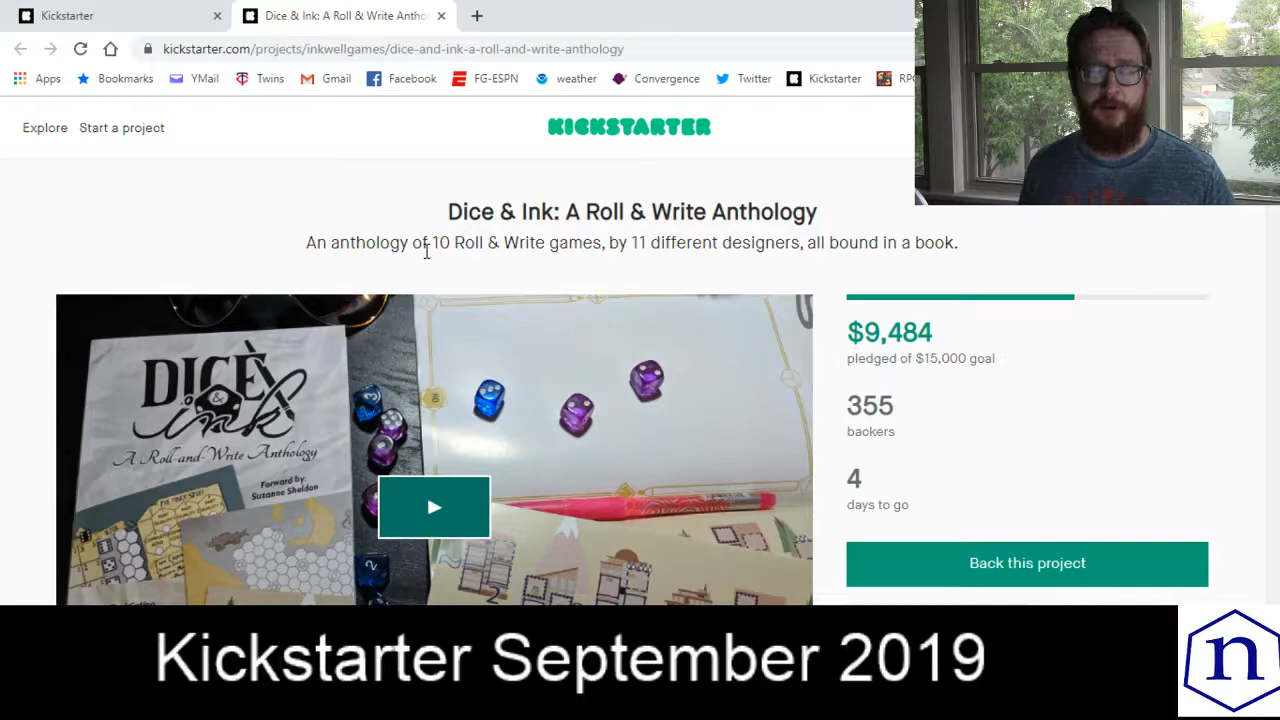 Kickstarter
Dice & Ink: A Roll & Write Antho
kickstarter.com/projects/inkwellgames/dice-and-ink-a-roll-and-write-anthology
Apps Bookmarks YMail Twins Gmail Facebook FG-ESPN weather Convergence Twitter Kickstarter RPG
Explore Start a project
KICKSTARTER
Dice & Ink: A Roll & Write Anthology
An anthology of 10 Roll & Write games, by 11 different designers, all bound in a book.
DICE
&
ink
A Roll-and-Write Anthology
Forward by:
Suzanne Sheldon
$9,484
pledged of $15,000 goal
355
backers
4
days to go
Back this project
Kickstarter September 2019
n